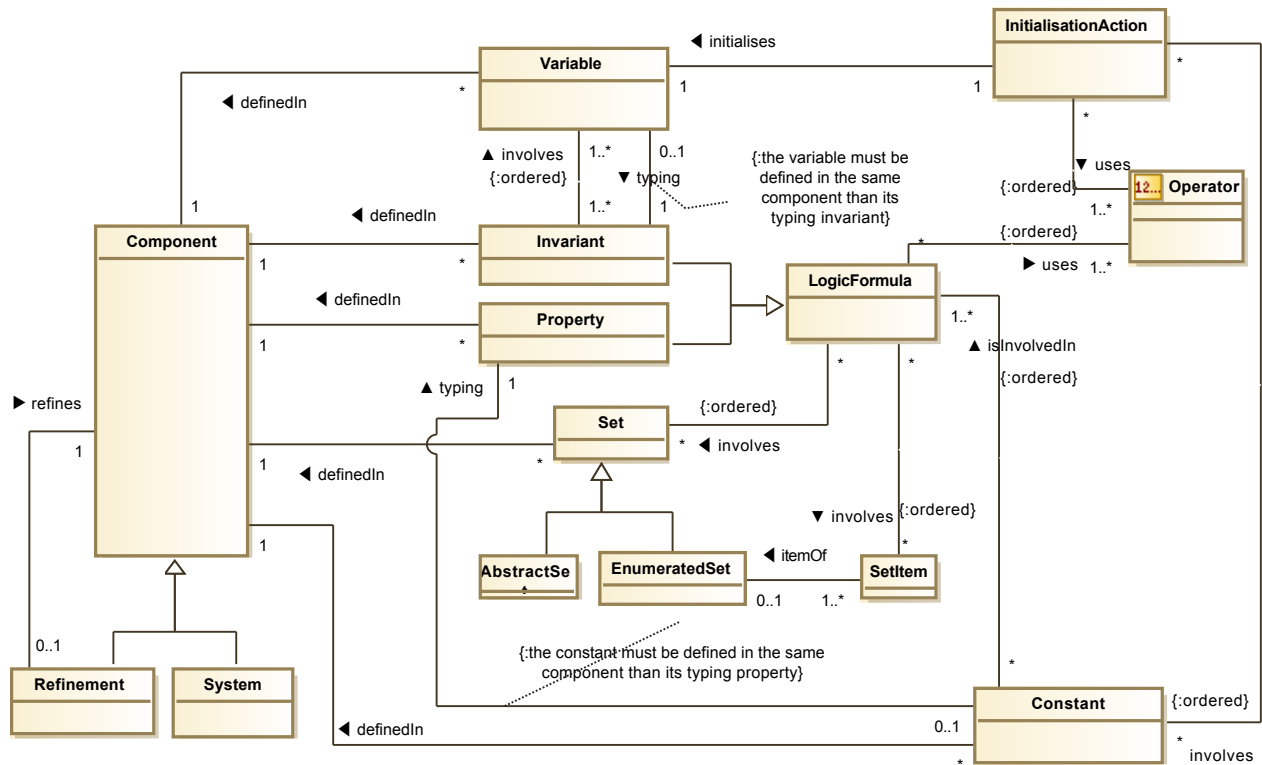 InitialisationAction
◀ initialises
Variable
*
1
1
*
◀ definedIn
*
▲ involves
1..*
0..1
{:ordered}
▼ typing
{:the variable must be
defined in the same
component than its
typing invariant}
▼ uses
{:ordered}
12... Operator
1..*
1
1..*
1
◀ definedIn
Component
Invariant
*
{:ordered}
1
*
▶ uses 1..*
LogicFormula
◀ definedIn
Property
1..*
1
*
▲ isInvolvedIn
*
*
{:ordered}
▲ typing
1
▶ refines
{:ordered}
Set
1
*
◀ involves
1
*
◀ definedIn
▼ involves
{:ordered}
1
*
◀ itemOf
AbstractSe
EnumeratedSet
SetItem
0..1
1..*
0..1
{:the constant must be defined in the same
component than its typing property}
*
Refinement
System
Constant
{:ordered}
◀ definedIn
0..1
*
*
involves